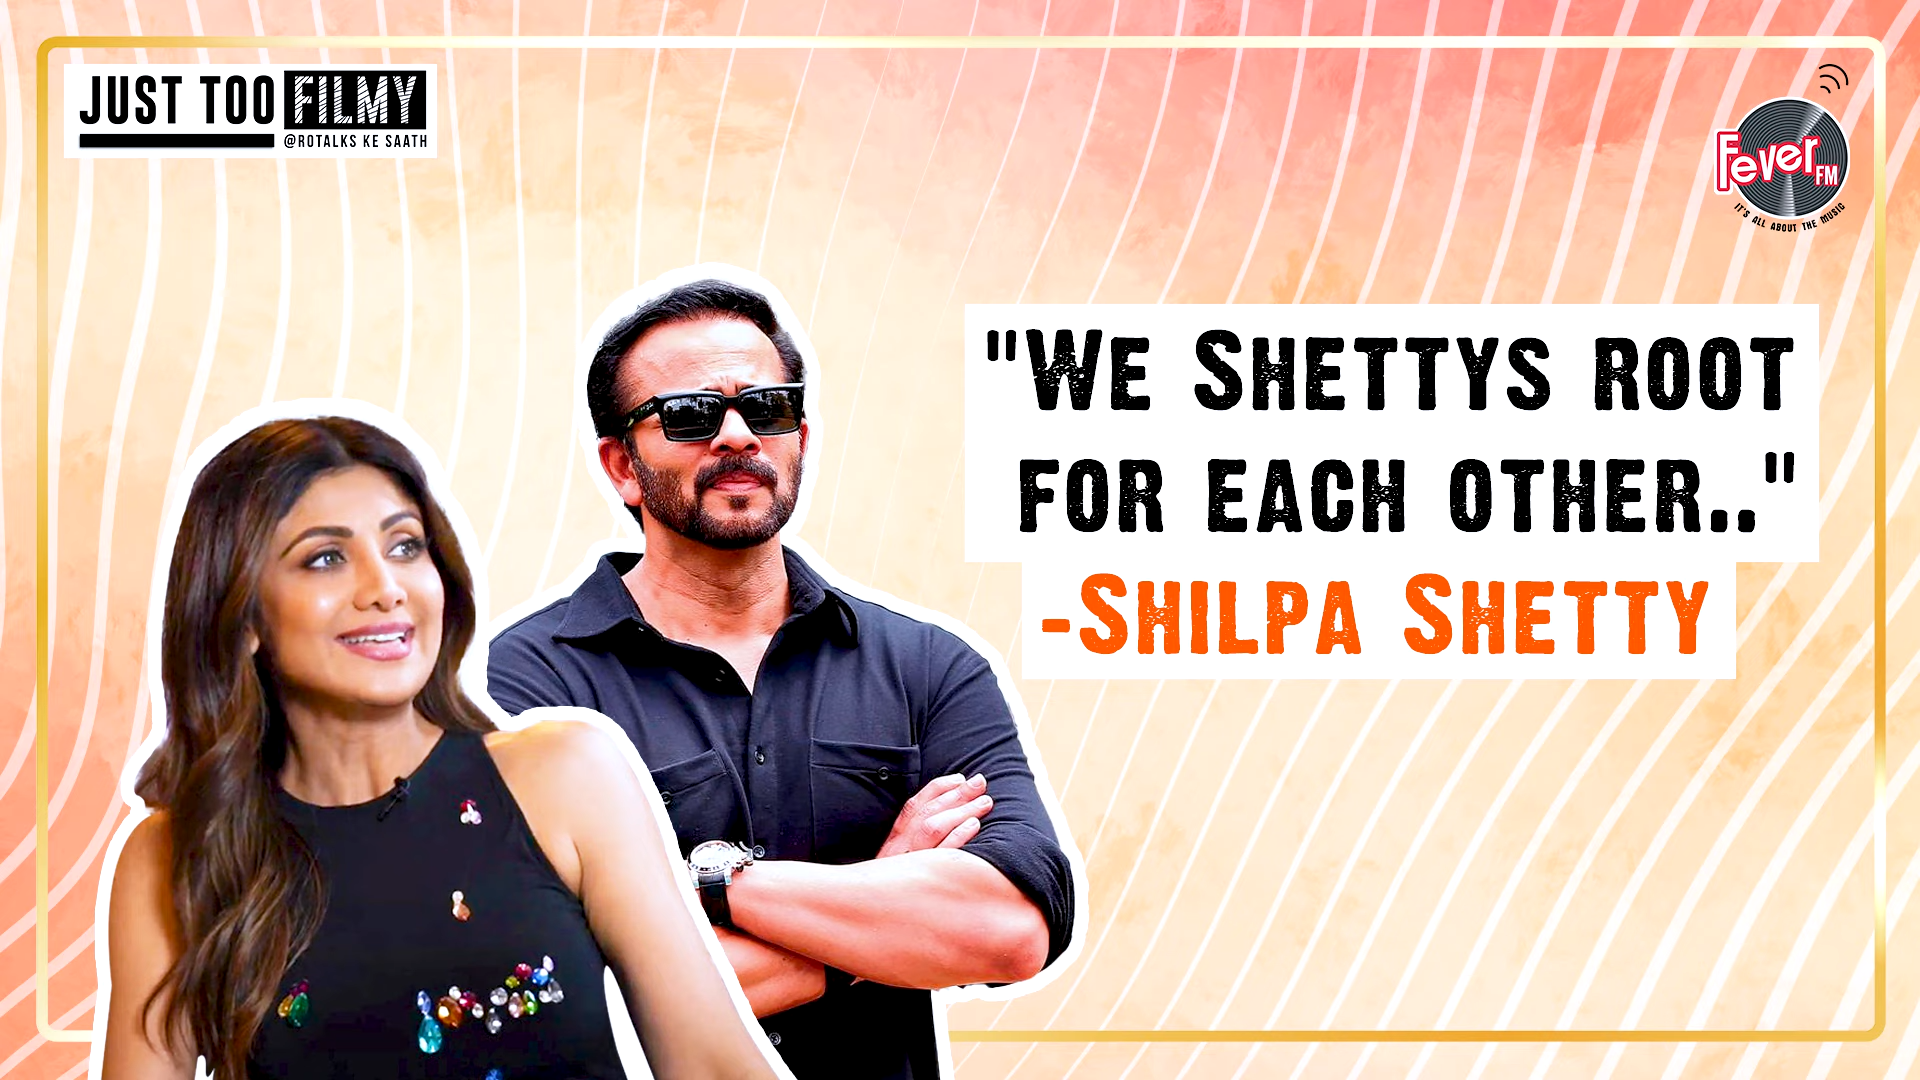 JUST TOO FILMY
@ROTALKS KE SAATH
Fever FM
IT'S ALL ABOUT THE MUSIC
"WE SHETTYS ROOT
FOR EACH OTHER.."
-SHILPA SHETTY